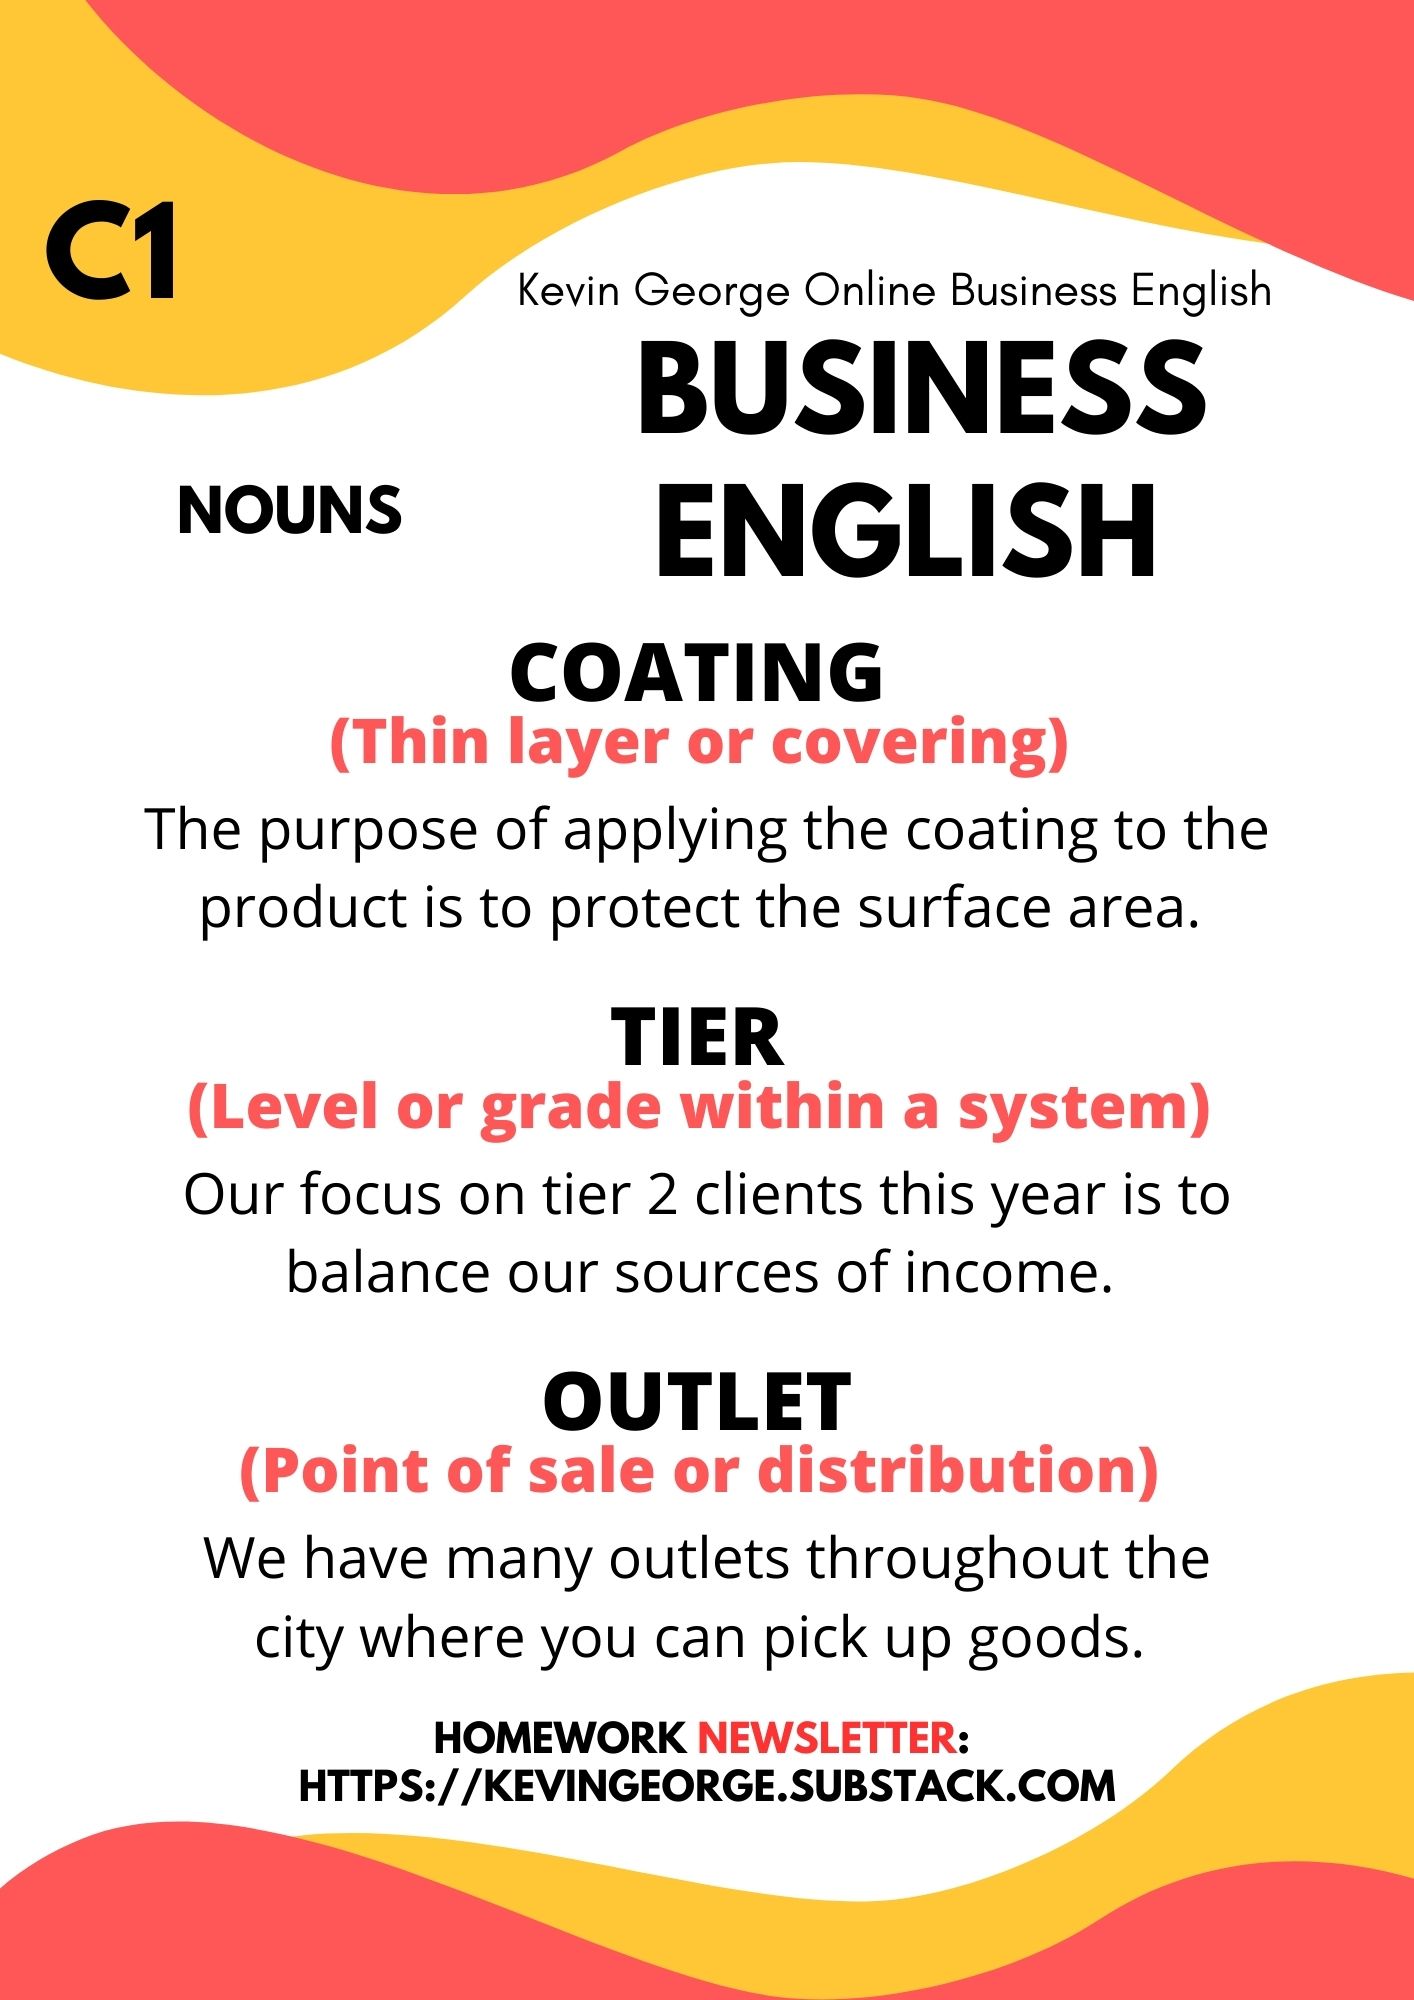 C1
Kevin George Online Business English
BUSINESS
ENGLISH
NOUNS
COATING
(Thin layer or covering)
The purpose of applying the coating to the
product is to protect the surface area.
TIER
(Level or grade within a system)
Our focus on tier 2 clients this year is to
balance our sources of income.
OUTLET
(Point of sale or distribution)
We have many outlets throughout the
city where you can pick up goods.
HOMEWORK NEWSLETTER:
HTTPS://KEVINGEORGE.SUBSTACK.COM